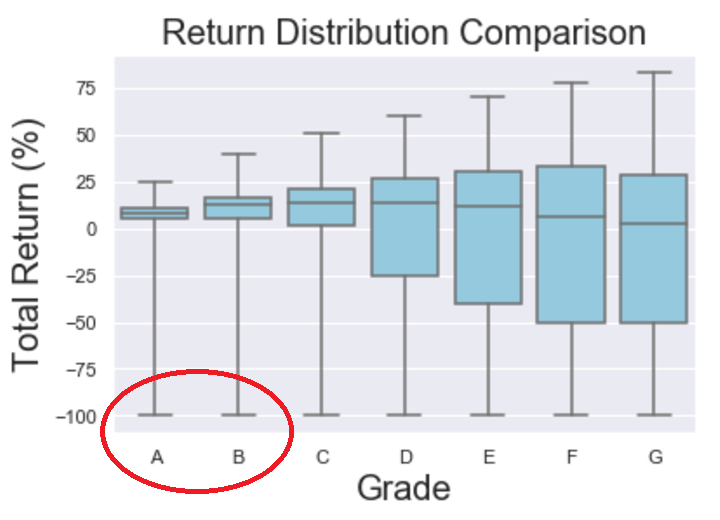 Return Distribution Comparison
Total Return (%)
75
50
25
0
−25
−50
−75
−100
A B C D E F G
Grade